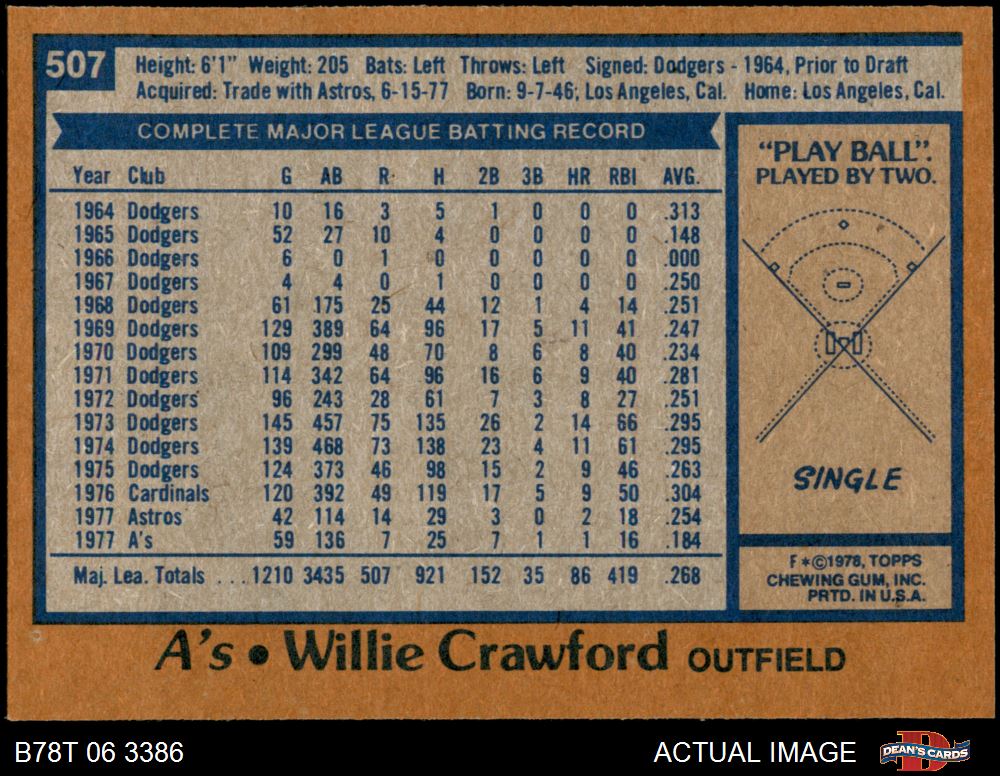 507
Height: 6'1" Weight: 205 Bats: Left Throws: Left Signed: Dodgers - 1964, Prior to Draft
Acquired: Trade with Astros, 6-15-77 Born: 9-7-46, Los Angeles, Cal. Home: Los Angeles, Cal.
COMPLETE MAJOR LEAGUE BATTING RECORD
Year Club G AB R H 2B 3B HR RBI AVG.
1964 Dodgers 10 16 3 5 1 0 0 0 .313
1965 Dodgers 52 27 10 4 0 0 0 0 .148
1966 Dodgers 6 0 1 0 0 0 0 0 .000
1967 Dodgers 4 4 0 1 0 0 0 0 .250
1968 Dodgers 61 175 25 44 12 1 4 14 .251
1969 Dodgers 129 389 64 96 17 5 11 41 .247
1970 Dodgers 109 299 48 70 8 6 8 40 .234
1971 Dodgers 114 342 64 96 16 6 9 40 .281
1972 Dodgers 96 243 28 61 7 3 8 27 .251
1973 Dodgers 145 457 75 135 26 2 14 66 .295
1974 Dodgers 139 468 73 138 23 4 11 61 .295
1975 Dodgers 124 373 46 98 15 2 9 46 .263
1976 Cardinals 120 392 49 119 17 5 9 50 .304
1977 Astros 42 114 14 29 3 0 2 18 .254
1977 A's 59 136 7 25 7 1 1 16 .184
Maj. Lea. Totals ... 1210 3435 507 921 152 35 86 419 .268
"PLAY BALL".
PLAYED BY TWO.
SINGLE
F*©1978, TOPPS
CHEWING GUM, INC.
PRTD. IN U.S.A.
A's • Willie Crawford OUTFIELD
B78T 06 3386
ACTUAL IMAGE
DEAN'S CARDS